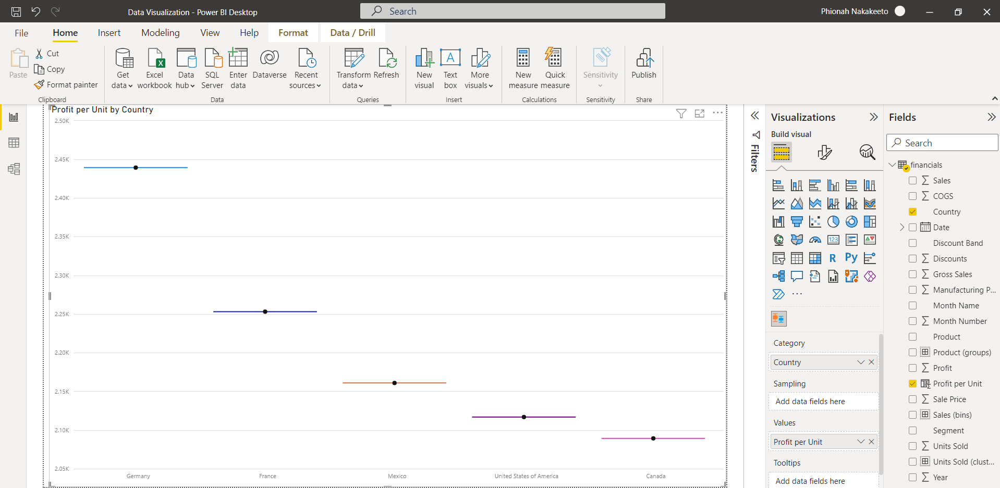 Data Visualization - Power BI Desktop
Search
Phionah Nakakeeto
File
Home
Insert
Modeling
View
Help
Format
Data / Drill
Paste
Cut
Copy
Format painter
Clipboard
Get data
Excel workbook
Data hub
SQL Server
Enter data
Dataverse
Recent sources
Data
Transform data
Refresh
Queries
New visual
Text box
More visuals
Insert
New measure
Quick measure
Calculations
Sensitivity
Sensitivity
Publish
Share
Profit per Unit by Country
2.50K
2.45K
2.40K
2.35K
2.30K
2.25K
2.20K
2.15K
2.10K
2.05K
Germany
France
Mexico
United States of America
Canada
Filters
Visualizations
Build visual
123
R
Py
Category
Country
Sampling
Add data fields here
Values
Profit per Unit
Tooltips
Add data fields here
Fields
Search
financials
Sales
COGS
Country
Date
Discount Band
Discounts
Gross Sales
Manufacturing P...
Month Name
Month Number
Product
Product (groups)
Profit
Profit per Unit
Sale Price
Sales (bins)
Segment
Units Sold
Units Sold (clust...
Year